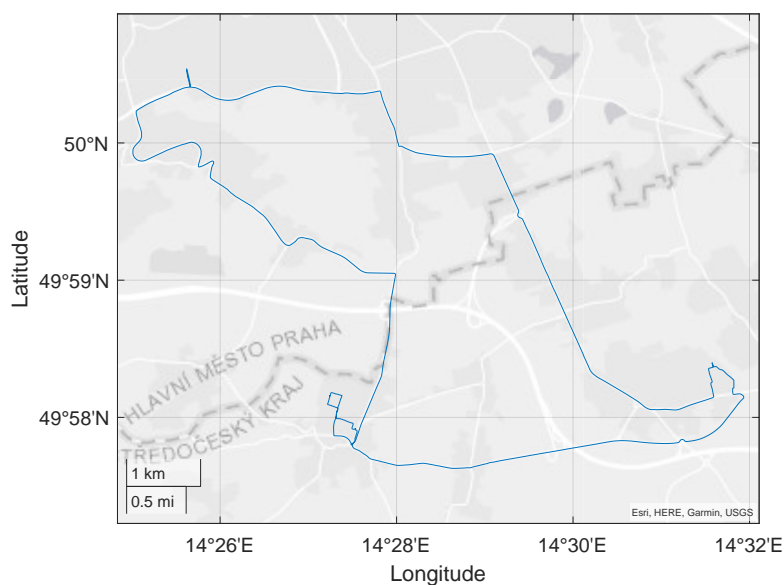 50°N
49°59'N
49°58'N
Latitude
HLAVNÍ MĚSTO PRAHA
TŘEDOČESKÝ KRAJ
1 km
0.5 mi
Esri, HERE, Garmin, USGS
14°26'E
14°28'E
14°30'E
14°32'E
Longitude